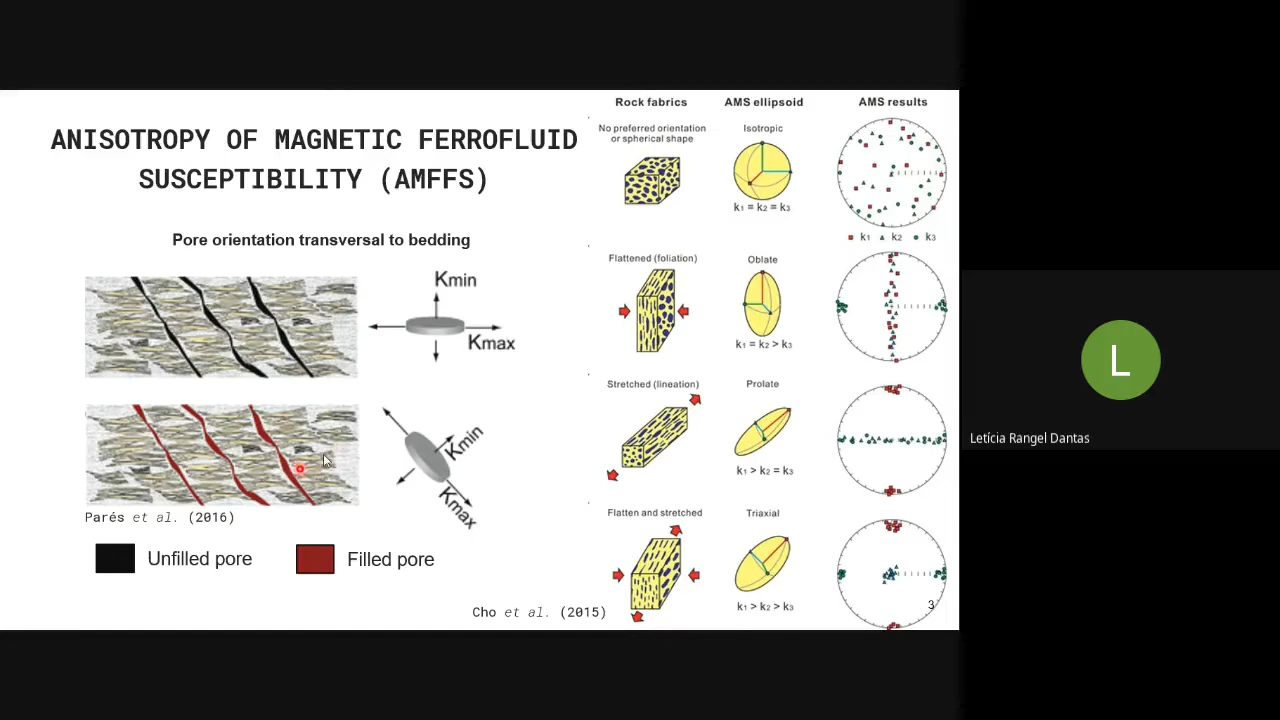 ANISOTROPY OF MAGNETIC FERROFLUID
SUSCEPTIBILITY (AMFFS)
Pore orientation transversal to bedding
Kmin
Kmax
Kmin
Kmax
Parés et al. (2016)
Unfilled pore
Filled pore
Cho et al. (2015)
Rock fabrics
AMS ellipsoid
AMS results
No preferred orientation
or spherical shape
Isotropic
k₁ = k₂ = k₃
k₁ k₂ k₃
Flattened (foliation)
Oblate
k₁ = k₂ > k₃
Stretched (lineation)
Prolate
k₁ > k₂ = k₃
Flatten and stretched
Triaxial
k₁ > k₂ > k₃
3
L
Letícia Rangel Dantas